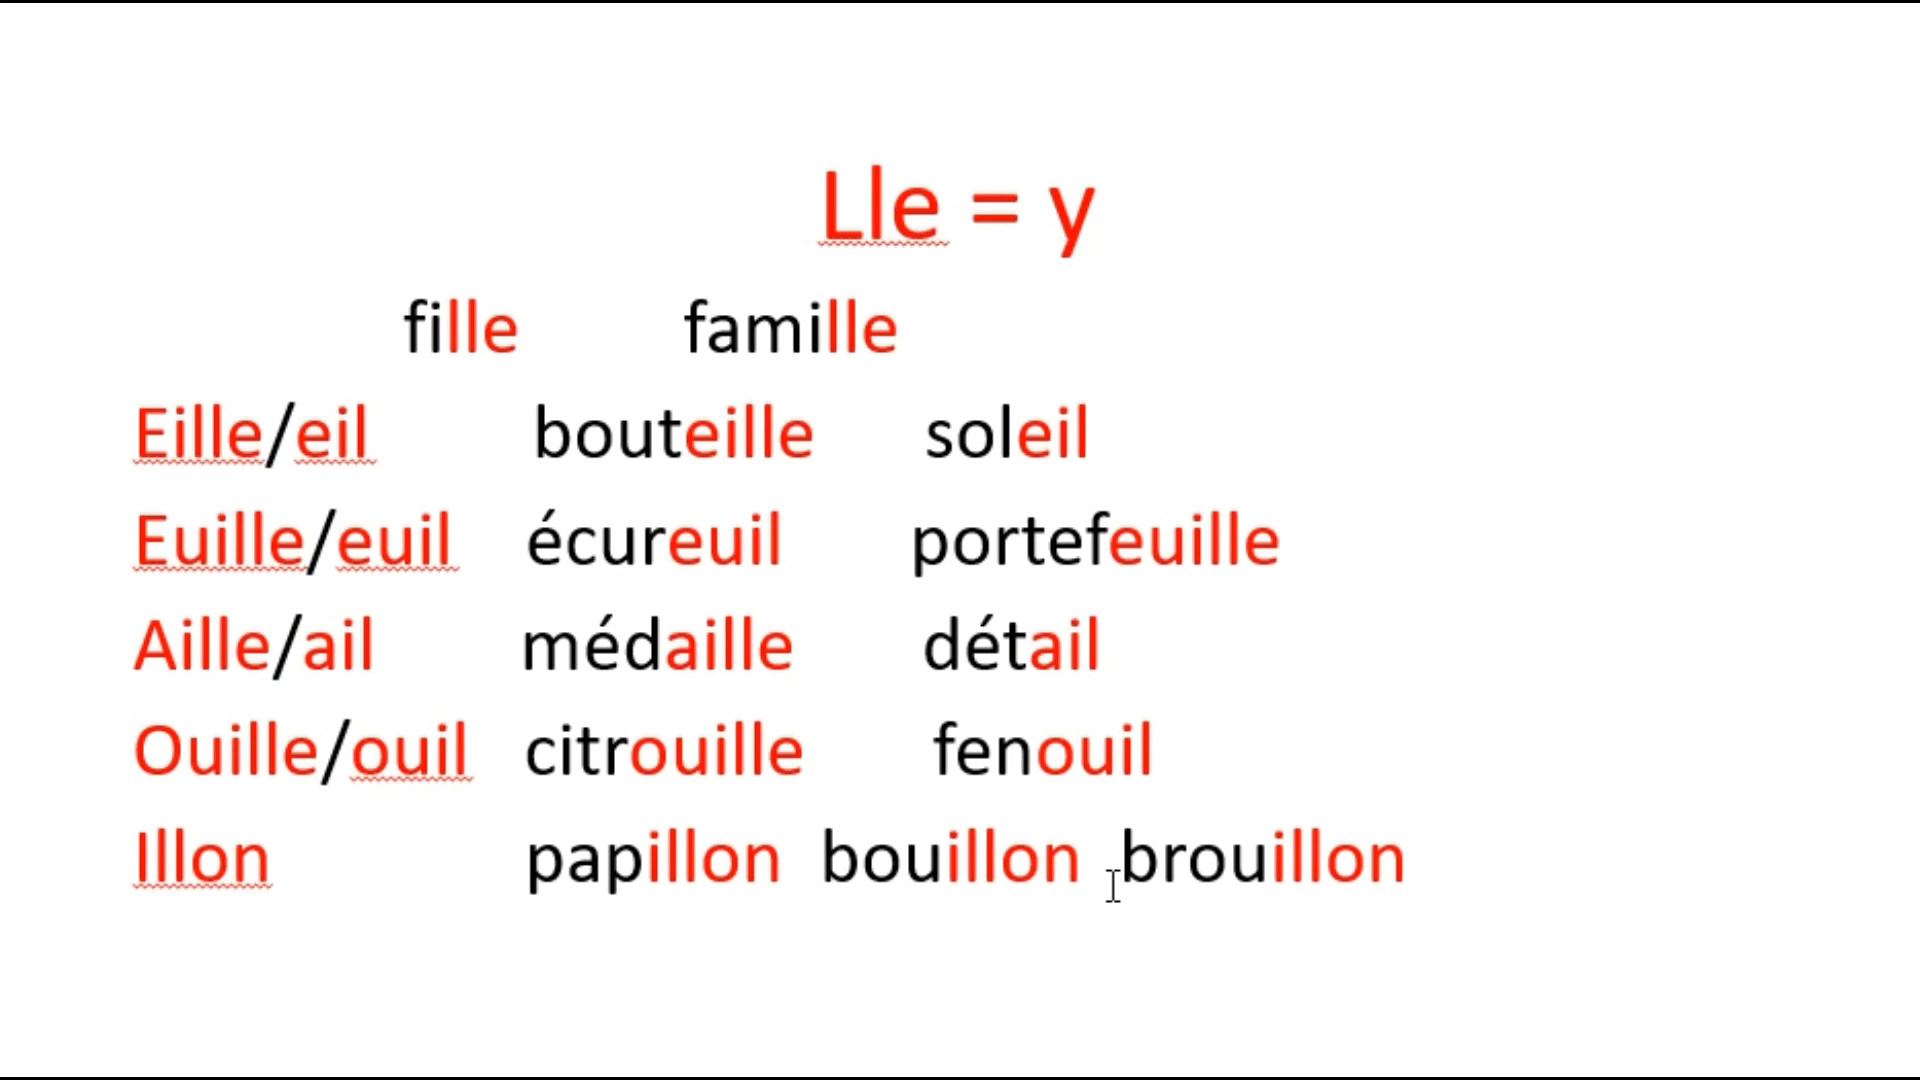 Lle = y
fille famille
Eille/eil bouteille soleil
Euille/euil écureuil portefeuille
Aille/ail médaille détail
Ouille/ouil citrouille fenouil
Illon papillon bouillon brouillon